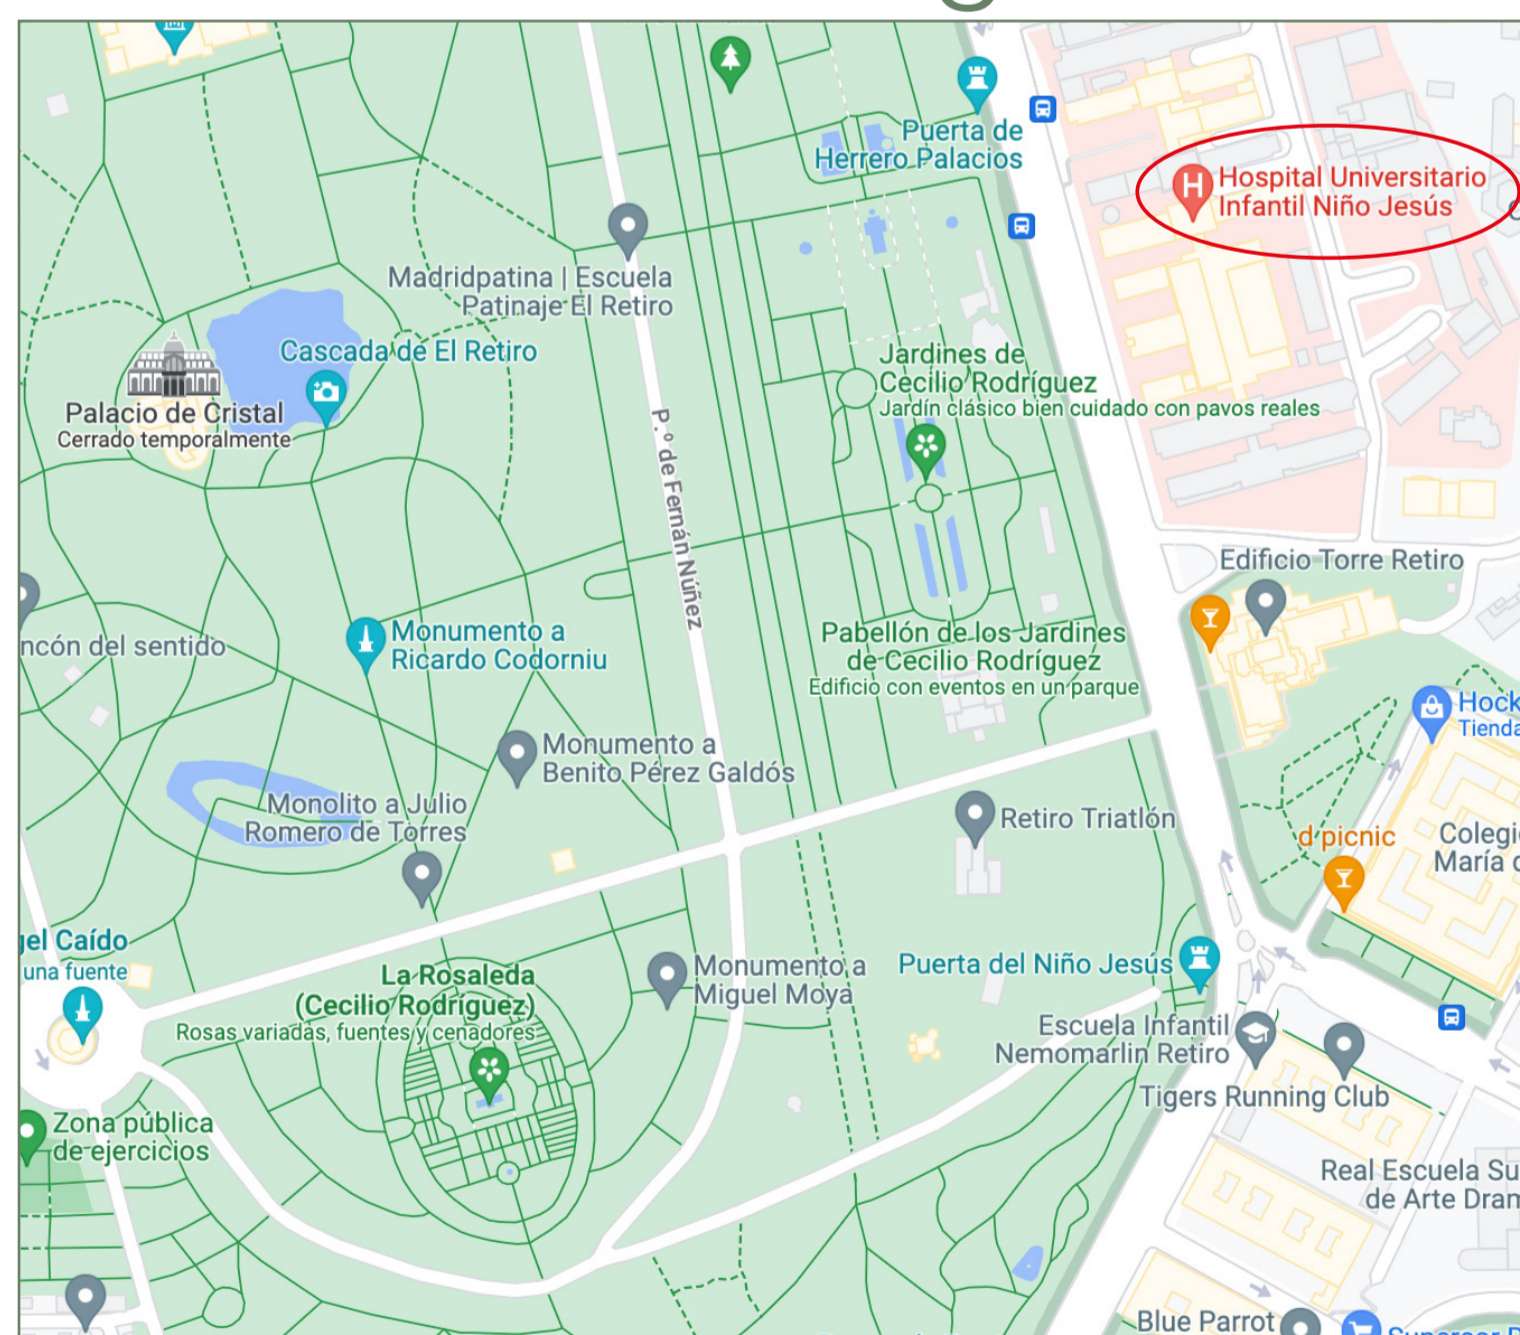 Puerta de
Herrero Palacios
Hospital Universitario
Infantil Niño Jesús
Madridpatina | Escuela
Patinaje El Retiro
Cascada de El Retiro
Palacio de Cristal
Cerrado temporalmente
Jardines de
Cecilio Rodríguez
Jardín clásico bien cuidado con pavos reales
P.º de Fernán Núñez
Edificio Torre Retiro
ncón del sentido
Monumento a
Ricardo Codorniu
Pabellón de los Jardines
de Cecilio Rodríguez
Edificio con eventos en un parque
Hock
Tienda
Monumento a
Benito Pérez Galdós
Monolito a Julio
Romero de Torres
Retiro Triatlón
d picnic
Colegi
María d
gel Caído
una fuente
La Rosaleda
(Cecilio Rodríguez)
Rosas variadas, fuentes y cenadores
Monumento a
Miguel Moya
Puerta del Niño Jesús
Escuela Infantil
Nemomarlin Retiro
Tigers Running Club
Zona pública
de ejercicios
Real Escuela Su
de Arte Dram
Blue Parrot